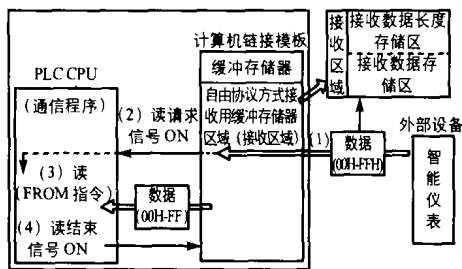 计算机链接模板
PLC CPU
(通信程序)
缓冲存储器
自由协议方式接
收用缓冲存储器
区域(接收区域)
接收区域
接收数据长度
存储区
接收数据存
储区
(1)
数据
(00H-FFH)
外部设备
智能仪表
(2)读请求
信号ON
(3)读
(FROM 指令)
数据
(00H-FF)
(4)读结束
信号ON